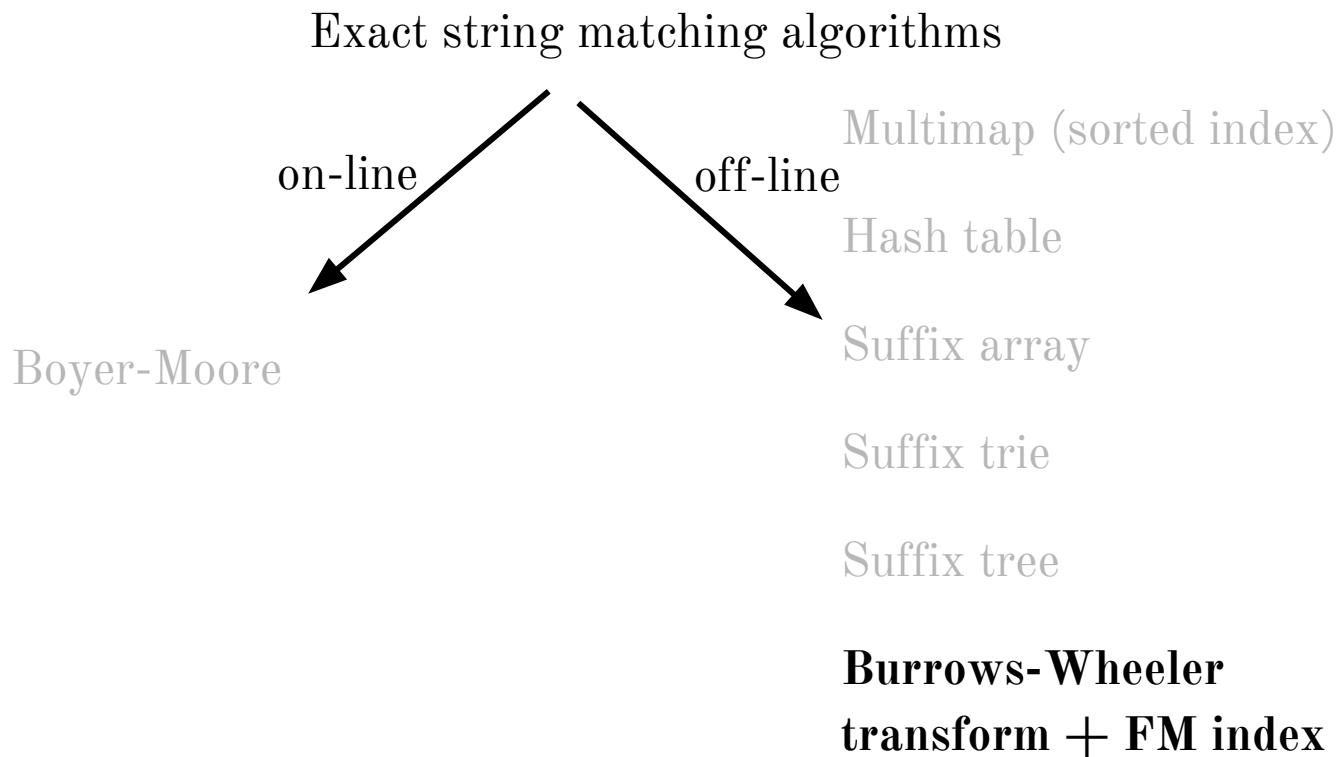 Exact string matching algorithms
on-line
off-line
Boyer-Moore
Multimap (sorted index)
Hash table
Suffix array
Suffix trie
Suffix tree
Burrows-Wheeler
transform + FM index